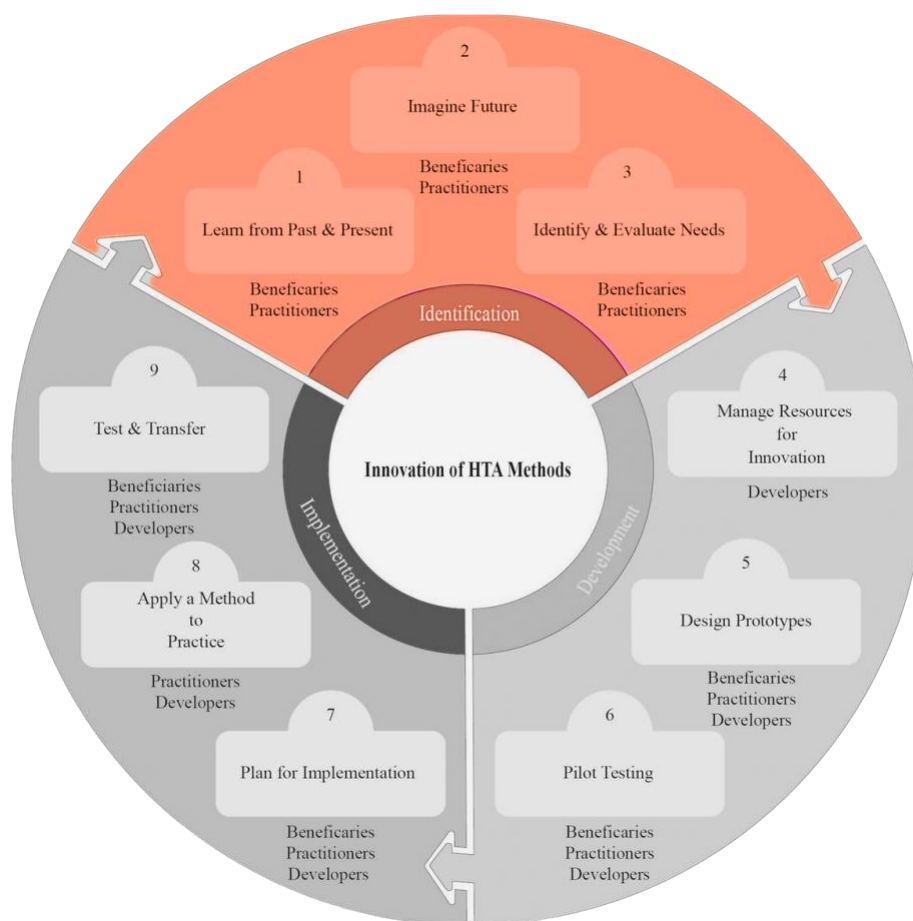 2
Imagine Future
Beneficaries
Practitioners
1
Learn from Past & Present
Beneficaries
Practitioners
3
Identify & Evaluate Needs
Beneficaries
Practitioners
Identification
4
Manage Resources
for
Innovation
Developers
5
Design Prototypes
Beneficaries
Practitioners
Developers
6
Pilot Testing
Beneficaries
Practitioners
Developers
Development
7
Plan for Implementation
Beneficaries
Practitioners
Developers
8
Apply a Method
to
Practice
Practitioners
Developers
9
Test & Transfer
Beneficiaries
Practitioners
Developers
Implementation
Innovation of HTA Methods